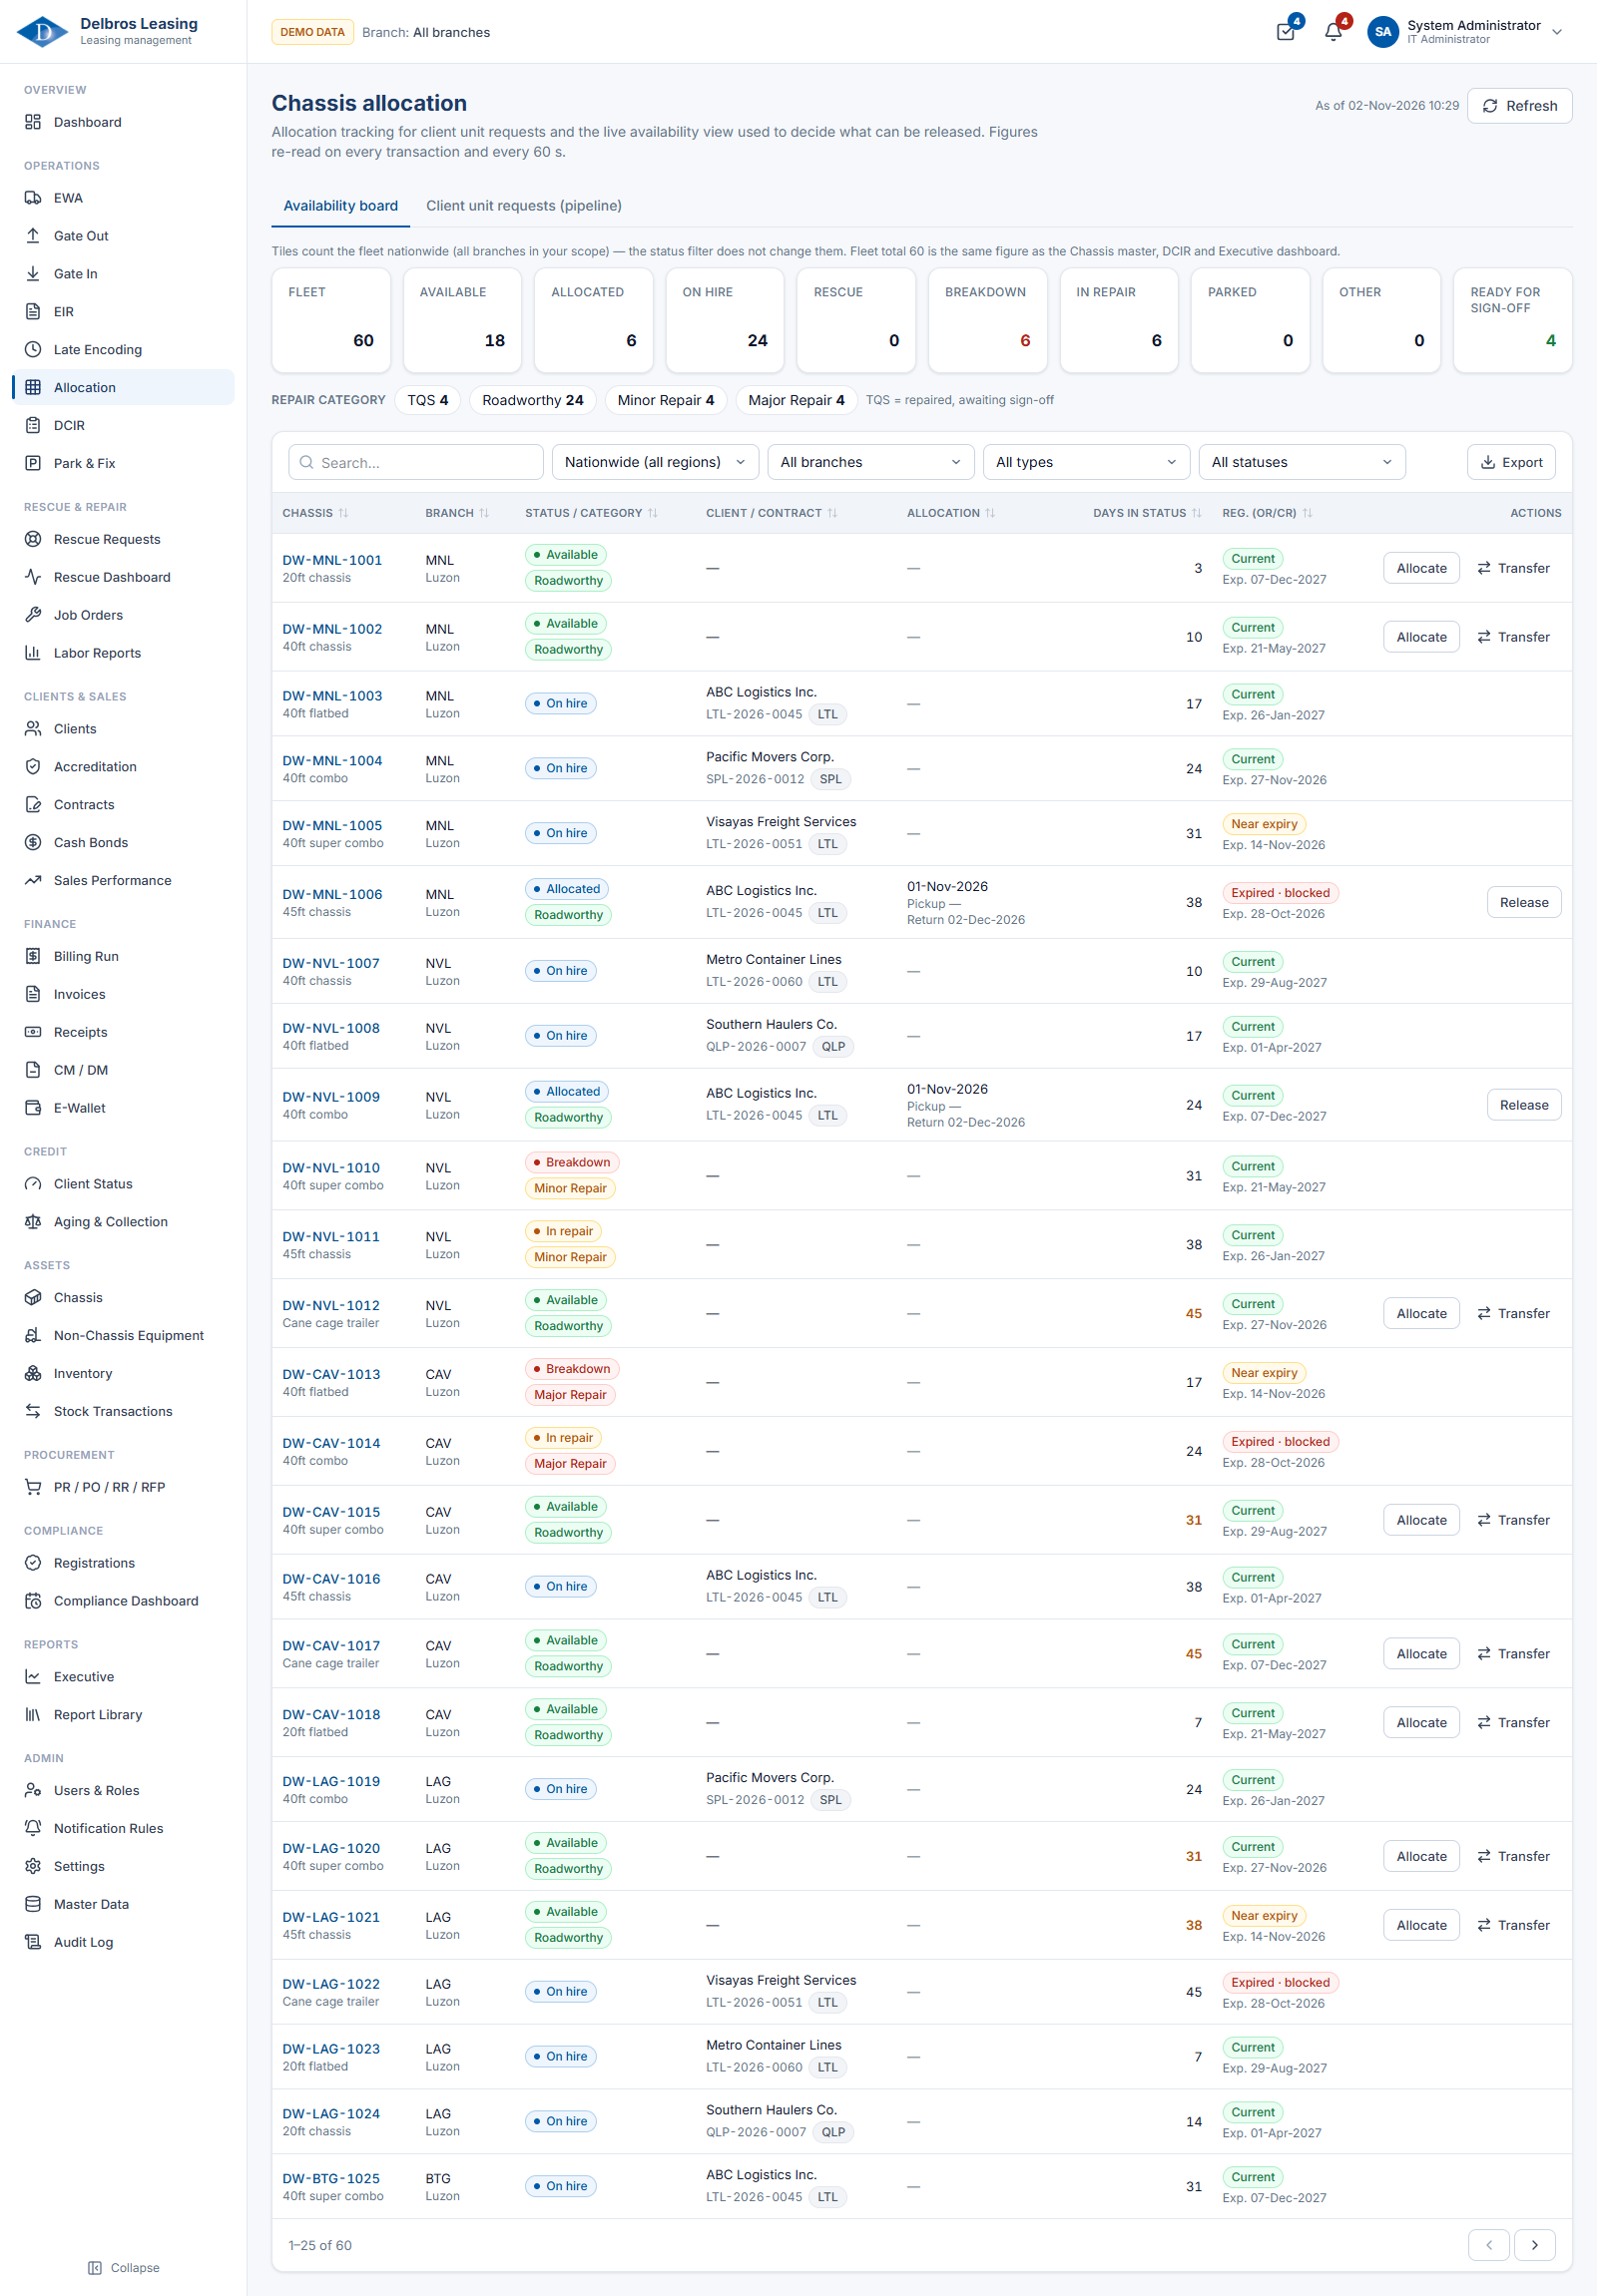 Delbros Leasing
Leasing management
DEMO DATA
Branch: All branches
4
4
SA
System Administrator
IT Administrator
OVERVIEW
Dashboard
OPERATIONS
EWA
Gate Out
Gate In
EIR
Late Encoding
Allocation
DCIR
Park & Fix
RESCUE & REPAIR
Rescue Requests
Rescue Dashboard
Job Orders
Labor Reports
CLIENTS & SALES
Clients
Accreditation
Contracts
Cash Bonds
Sales Performance
FINANCE
Billing Run
Invoices
Receipts
CM / DM
E-Wallet
CREDIT
Client Status
Aging & Collection
ASSETS
Chassis
Non-Chassis Equipment
Inventory
Stock Transactions
PROCUREMENT
PR / PO / RR / RFP
COMPLIANCE
Registrations
Compliance Dashboard
REPORTS
Executive
Report Library
ADMIN
Users & Roles
Notification Rules
Settings
Master Data
Audit Log
Collapse
Chassis allocation
Allocation tracking for client unit requests and the live availability view used to decide what can be released. Figures
re-read on every transaction and every 60 s.
As of 02-Nov-2026 10:29
Refresh
Availability board
Client unit requests (pipeline)
Tiles count the fleet nationwide (all branches in your scope) — the status filter does not change them. Fleet total 60 is the same figure as the Chassis master, DCIR and Executive dashboard.
FLEET 60
AVAILABLE 18
ALLOCATED 6
ON HIRE 24
RESCUE 0
BREAKDOWN 6
IN REPAIR 6
PARKED 0
OTHER 0
READY FOR SIGN-OFF 4
REPAIR CATEGORY TQS 4 Roadworthy 24 Minor Repair 4 Major Repair 4 TQS = repaired, awaiting sign-off
Search... Nationwide (all regions) All branches All types All statuses Export
CHASSIS BRANCH STATUS / CATEGORY CLIENT / CONTRACT ALLOCATION DAYS IN STATUS REG. (OR/CR) ACTIONS
DW-MNL-1001 MNL Available — — 3 Current Allocate Transfer
20ft chassis Luzon Roadworthy Exp. 07-Dec-2027
DW-MNL-1002 MNL Available — — 10 Current Allocate Transfer
40ft chassis Luzon Roadworthy Exp. 21-May-2027
DW-MNL-1003 MNL On hire ABC Logistics Inc. — 17 Current
40ft flatbed Luzon LTL-2026-0045 LTL Exp. 26-Jan-2027
DW-MNL-1004 MNL On hire Pacific Movers Corp. — 24 Current
40ft combo Luzon SPL-2026-0012 SPL Exp. 27-Nov-2026
DW-MNL-1005 MNL On hire Visayas Freight Services — 31 Near expiry
40ft super combo Luzon LTL-2026-0051 LTL Exp. 14-Nov-2026
DW-MNL-1006 MNL Allocated ABC Logistics Inc. 01-Nov-2026 38 Expired · blocked Release
45ft chassis Luzon Roadworthy LTL-2026-0045 LTL Pickup — Exp. 28-Oct-2026
Return 02-Dec-2026
DW-NVL-1007 NVL On hire Metro Container Lines — 10 Current
40ft chassis Luzon LTL-2026-0060 LTL Exp. 29-Aug-2027
DW-NVL-1008 NVL On hire Southern Haulers Co. — 17 Current
40ft flatbed Luzon QLP-2026-0007 QLP Exp. 01-Apr-2027
DW-NVL-1009 NVL Allocated ABC Logistics Inc. 01-Nov-2026 24 Current Release
40ft combo Luzon Roadworthy LTL-2026-0045 LTL Pickup — Exp. 07-Dec-2027
Return 02-Dec-2026
DW-NVL-1010 NVL Breakdown — — 31 Current
40ft super combo Luzon Minor Repair Exp. 21-May-2027
DW-NVL-1011 NVL In repair — — 38 Current
45ft chassis Luzon Minor Repair Exp. 26-Jan-2027
DW-NVL-1012 NVL Available — — 45 Current Allocate Transfer
Cane cage trailer Luzon Roadworthy Exp. 27-Nov-2026
DW-CAV-1013 CAV Breakdown — — 17 Near expiry
40ft flatbed Luzon Major Repair Exp. 14-Nov-2026
DW-CAV-1014 CAV In repair — — 24 Expired · blocked
40ft combo Luzon Major Repair Exp. 28-Oct-2026
DW-CAV-1015 CAV Available — — 31 Current Allocate Transfer
40ft super combo Luzon Roadworthy Exp. 29-Aug-2027
DW-CAV-1016 CAV On hire ABC Logistics Inc. — 38 Current
45ft chassis Luzon LTL-2026-0045 LTL Exp. 01-Apr-2027
DW-CAV-1017 CAV Available — — 45 Current Allocate Transfer
Cane cage trailer Luzon Roadworthy Exp. 07-Dec-2027
DW-CAV-1018 CAV Available — — 7 Current Allocate Transfer
20ft flatbed Luzon Roadworthy Exp. 21-May-2027
DW-LAG-1019 LAG On hire Pacific Movers Corp. — 24 Current
40ft combo Luzon SPL-2026-0012 SPL Exp. 26-Jan-2027
DW-LAG-1020 LAG Available — — 31 Current Allocate Transfer
40ft super combo Luzon Roadworthy Exp. 27-Nov-2026
DW-LAG-1021 LAG Available — — 38 Near expiry Allocate Transfer
45ft chassis Luzon Roadworthy Exp. 14-Nov-2026
DW-LAG-1022 LAG On hire Visayas Freight Services — 45 Expired · blocked
Cane cage trailer Luzon LTL-2026-0051 LTL Exp. 28-Oct-2026
DW-LAG-1023 LAG On hire Metro Container Lines — 7 Current
20ft flatbed Luzon LTL-2026-0060 LTL Exp. 29-Aug-2027
DW-LAG-1024 LAG On hire Southern Haulers Co. — 14 Current
20ft chassis Luzon QLP-2026-0007 QLP Exp. 01-Apr-2027
DW-BTG-1025 BTG On hire ABC Logistics Inc. — 31 Current
40ft super combo Luzon LTL-2026-0045 LTL Exp. 07-Dec-2027
1–25 of 60